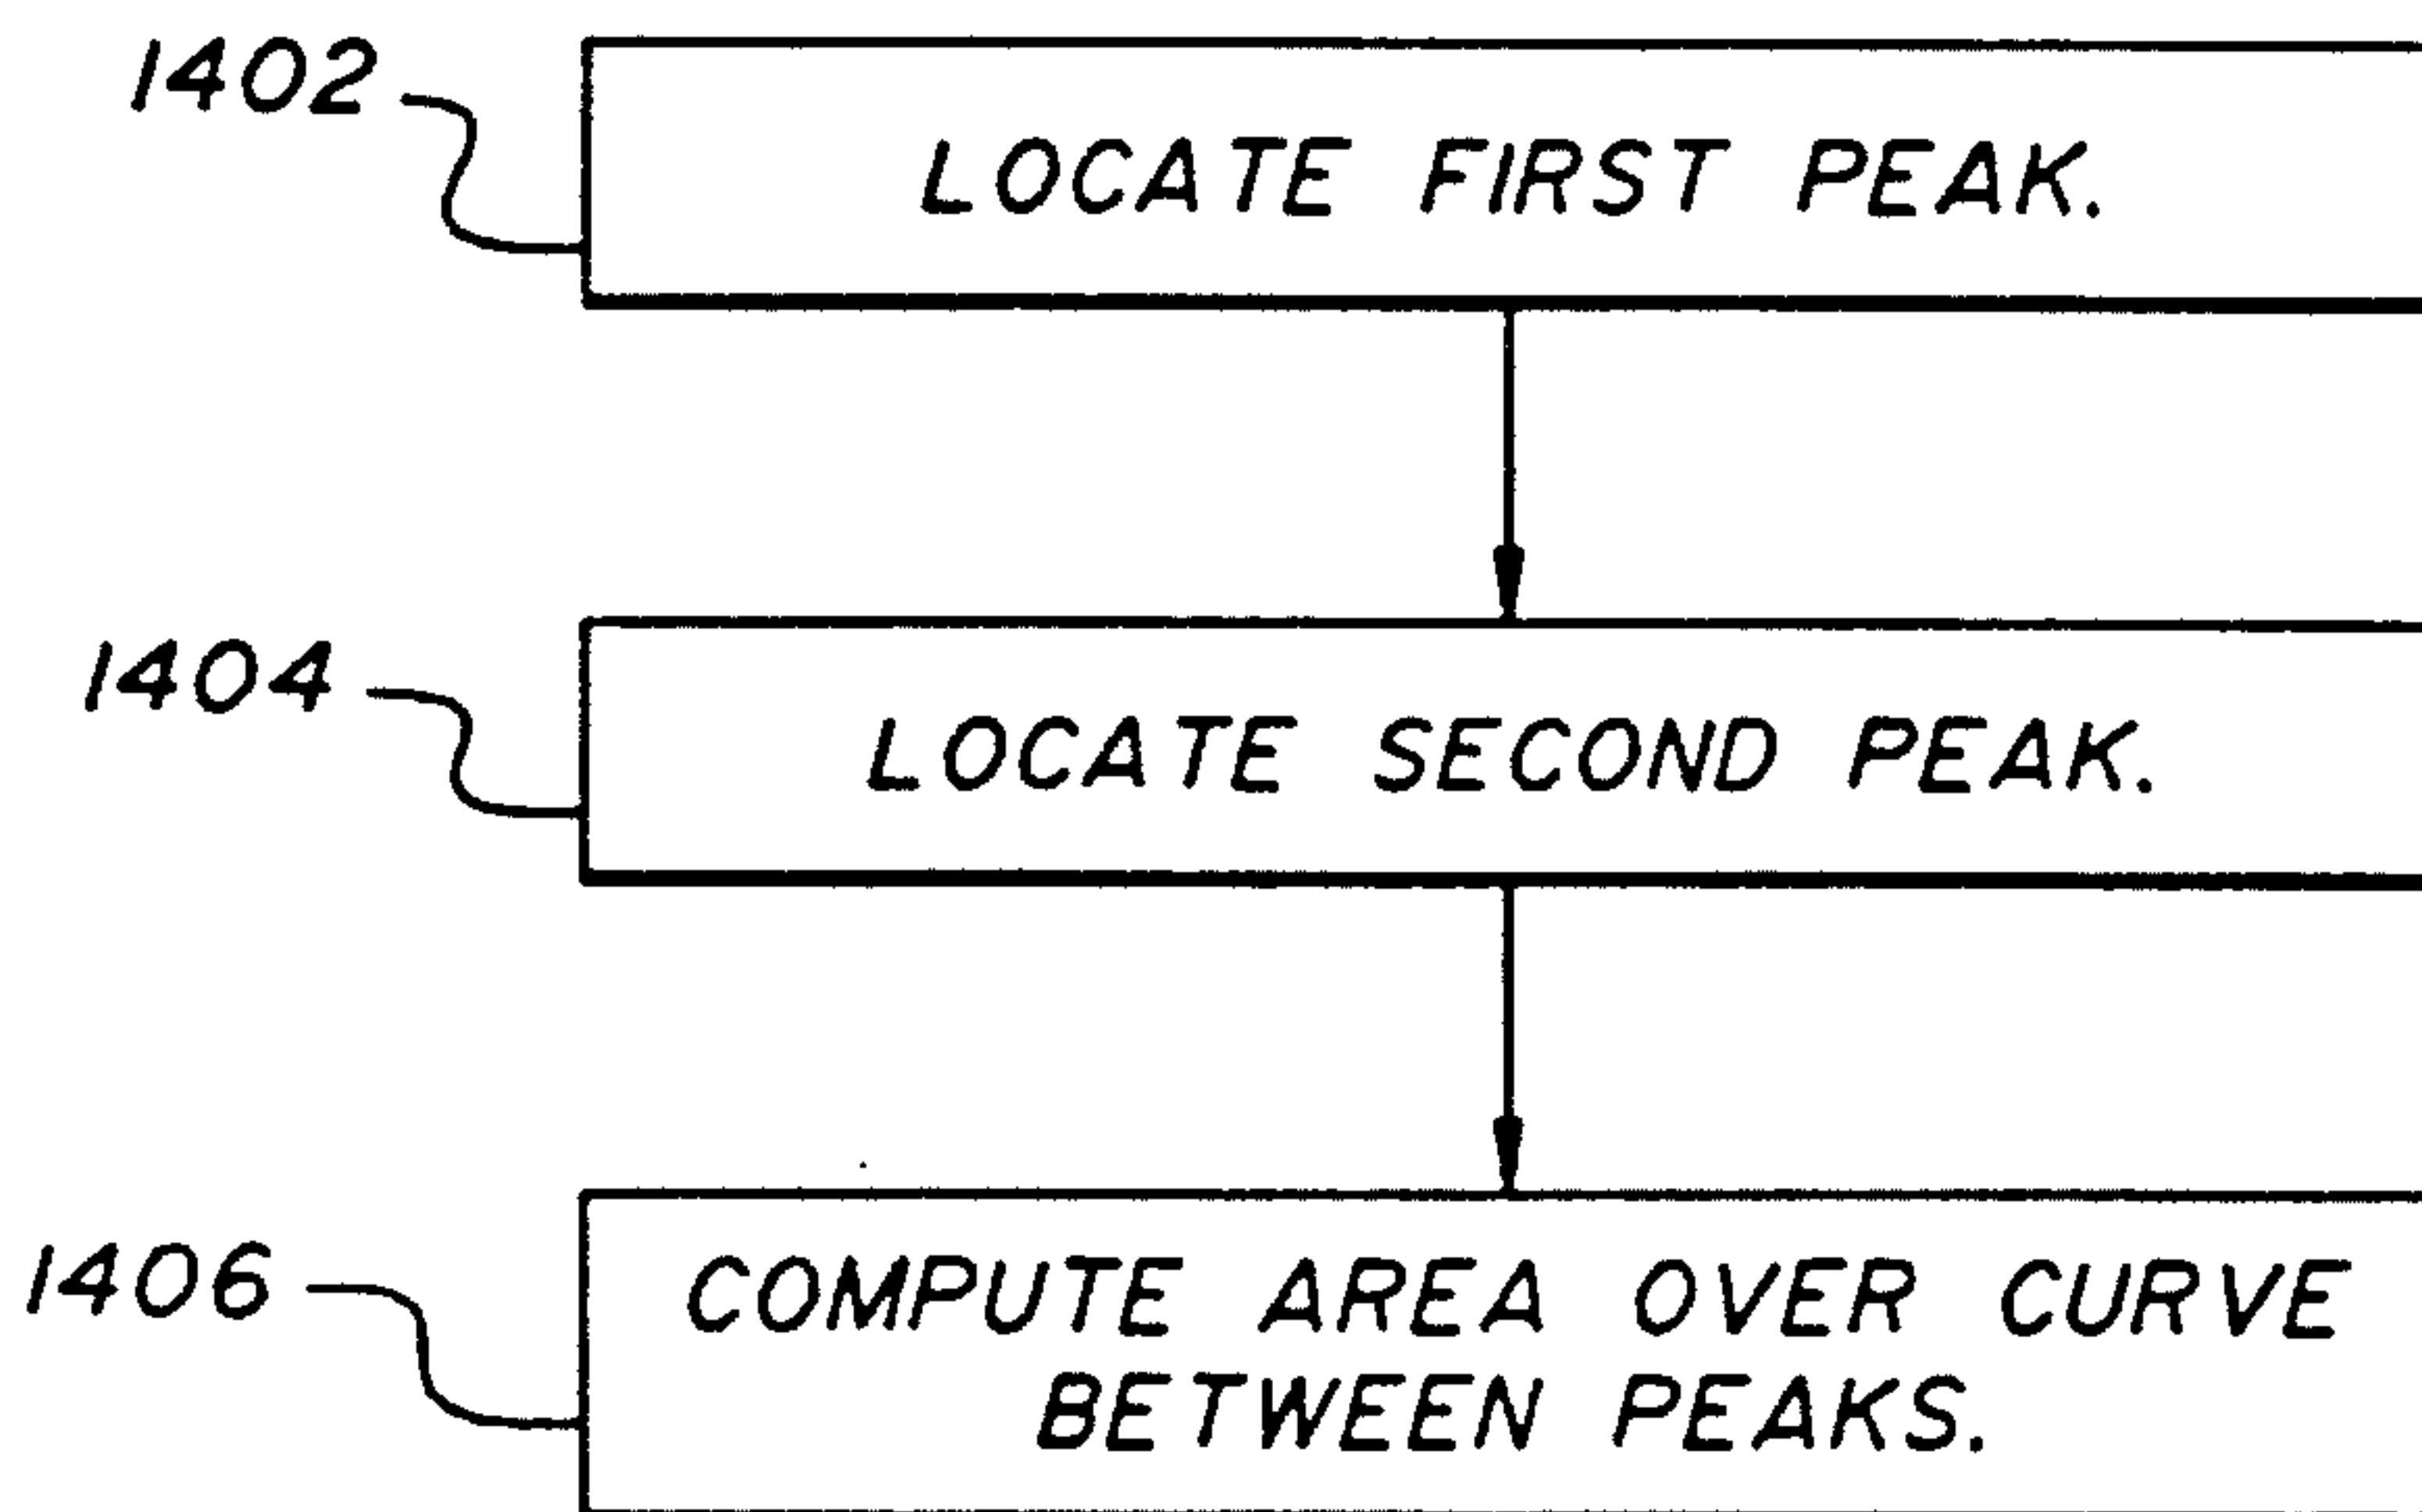 1402
LOCATE FIRST PEAK.
1404
LOCATE SECOND PEAK.
1406
COMPUTE AREA OVER CURVE
BETWEEN PEAKS.